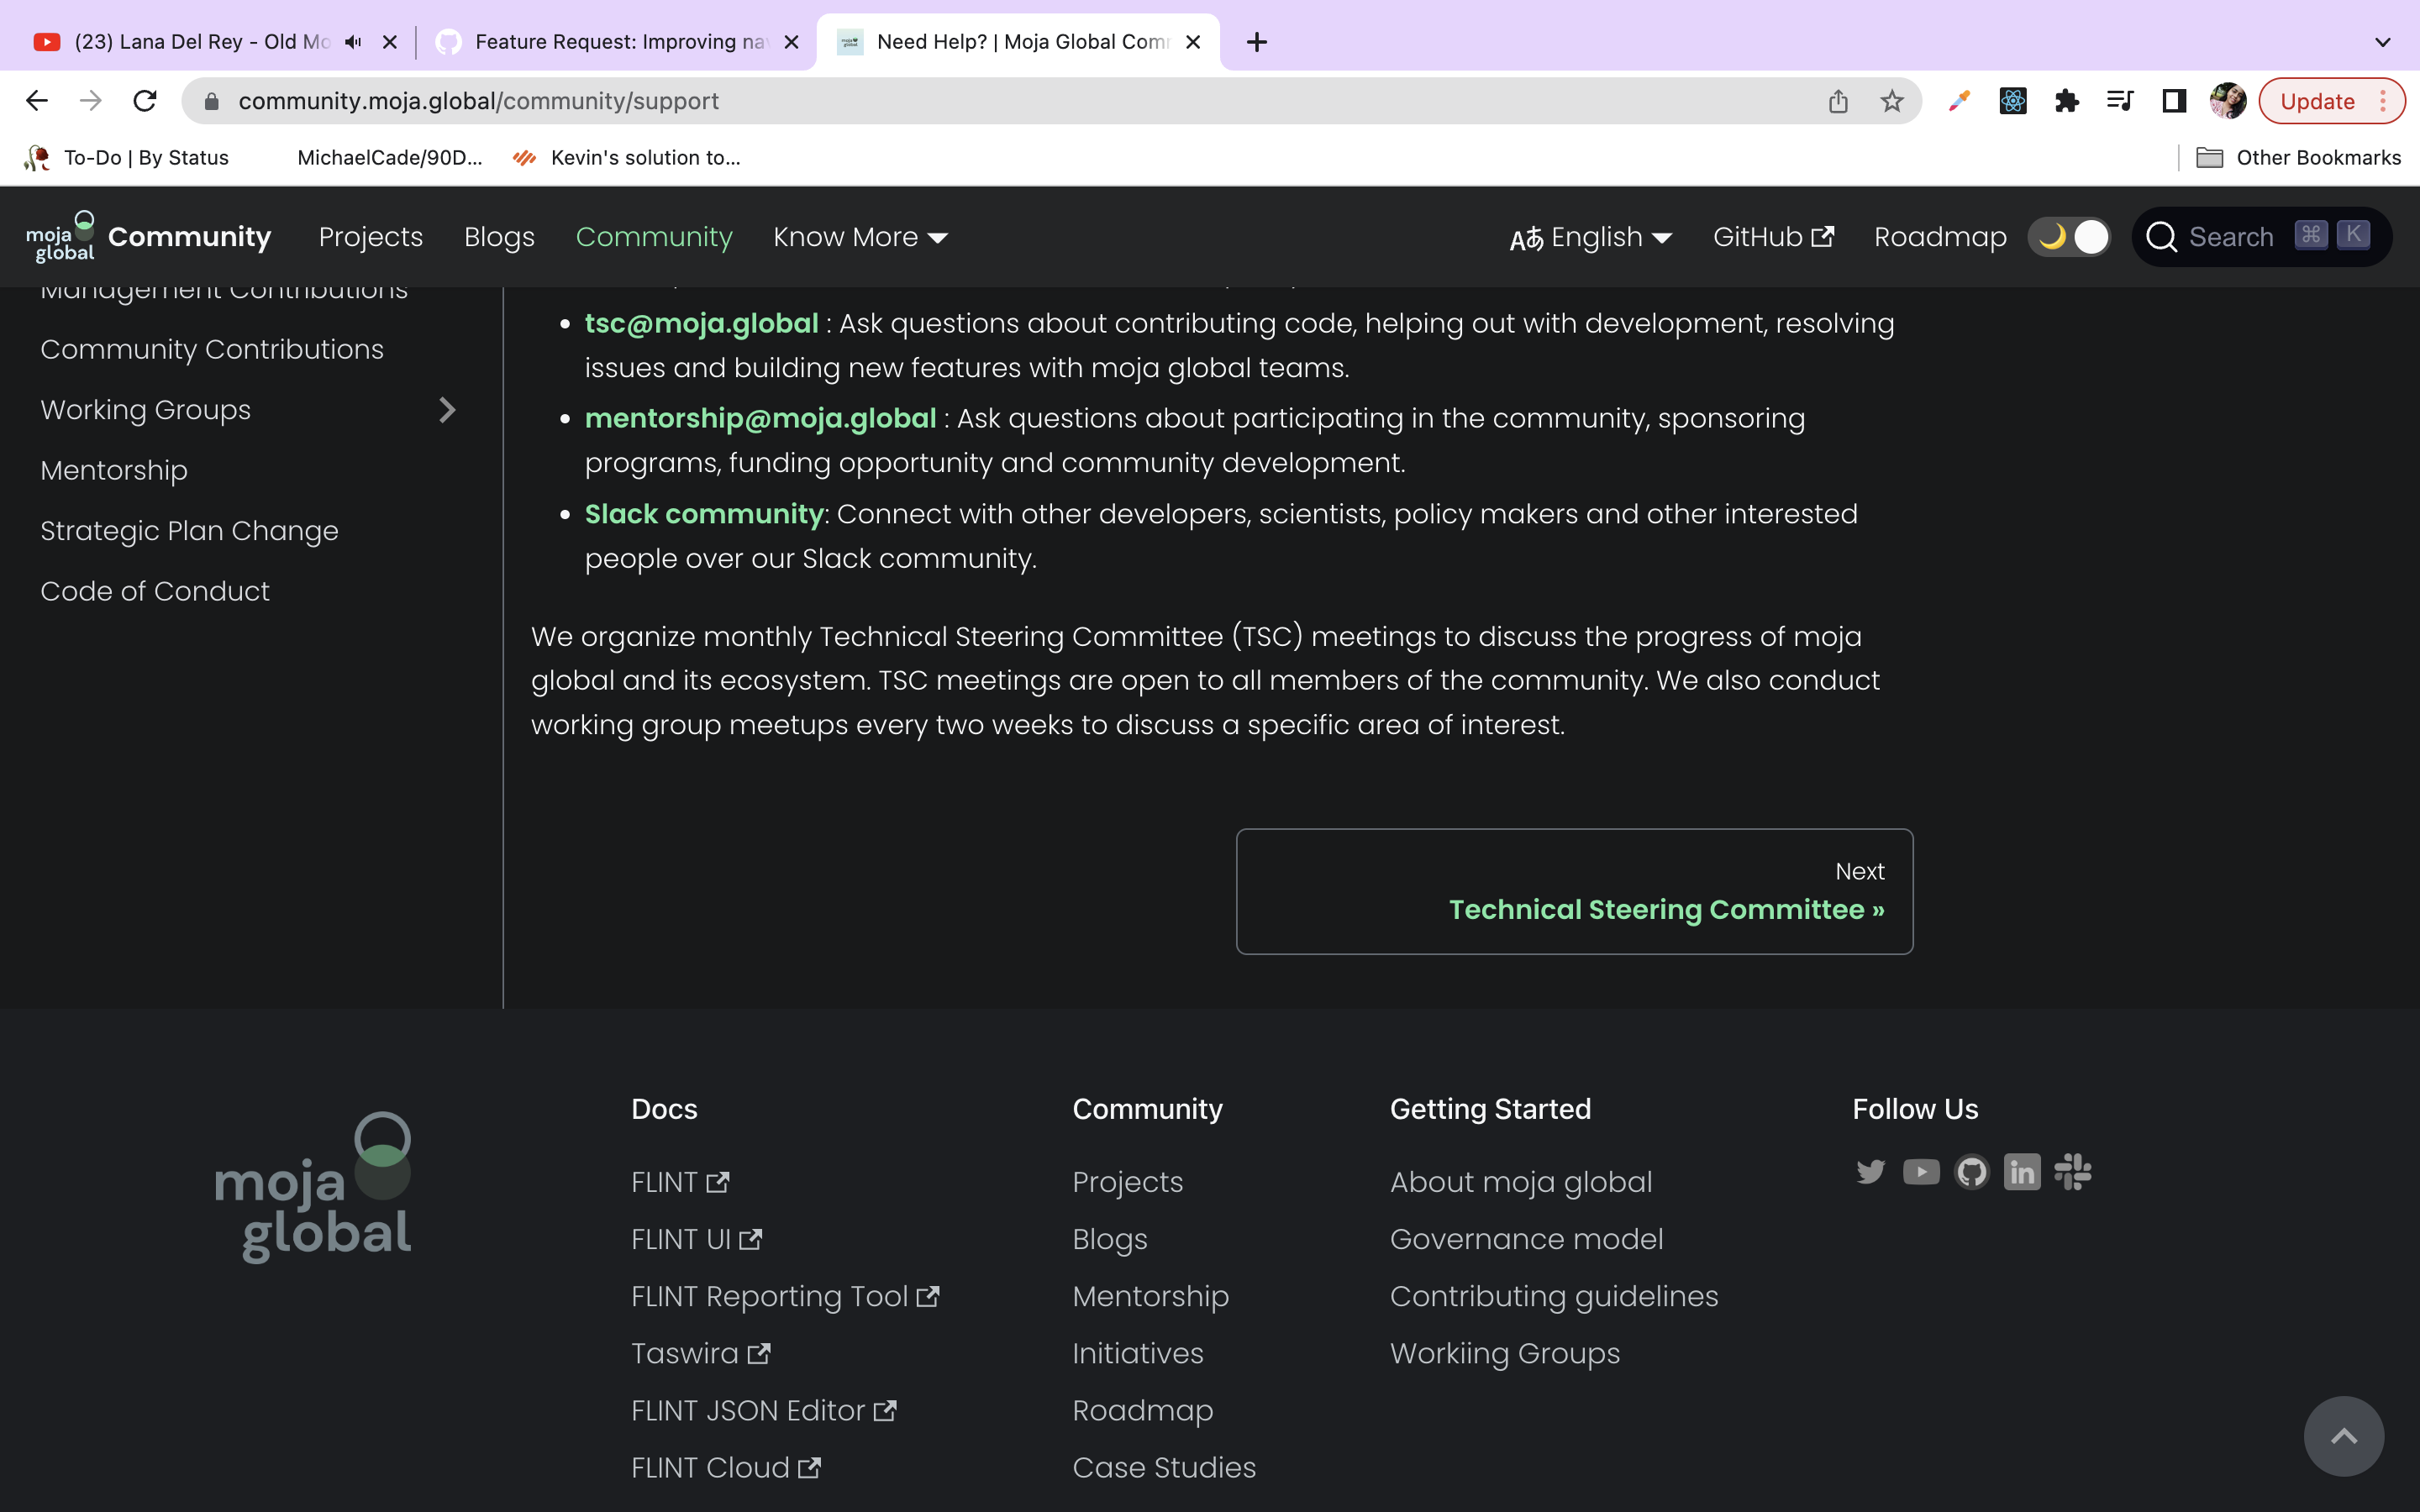 (23) Lana Del Rey - Old Mo
Feature Request: Improving na
Need Help? | Moja Global Com
community.moja.global/community/support
Update
To-Do | By Status
MichaelCade/90D...
Kevin's solution to...
Other Bookmarks
moja
global
Community
Projects
Blogs
Community
Know More
Aあ English
GitHub
Roadmap
Search ⌘ K
Management Contributions
Community Contributions
Working Groups
Mentorship
Strategic Plan Change
Code of Conduct
tsc@moja.global : Ask questions about contributing code, helping out with development, resolving
issues and building new features with moja global teams.
mentorship@moja.global : Ask questions about participating in the community, sponsoring
programs, funding opportunity and community development.
Slack community: Connect with other developers, scientists, policy makers and other interested
people over our Slack community.
We organize monthly Technical Steering Committee (TSC) meetings to discuss the progress of moja
global and its ecosystem. TSC meetings are open to all members of the community. We also conduct
working group meetups every two weeks to discuss a specific area of interest.
Next
Technical Steering Committee »
moja
global
Docs
FLINT
FLINT UI
FLINT Reporting Tool
Taswira
FLINT JSON Editor
FLINT Cloud
Community
Projects
Blogs
Mentorship
Initiatives
Roadmap
Case Studies
Getting Started
About moja global
Governance model
Contributing guidelines
Workiing Groups
Follow Us
in